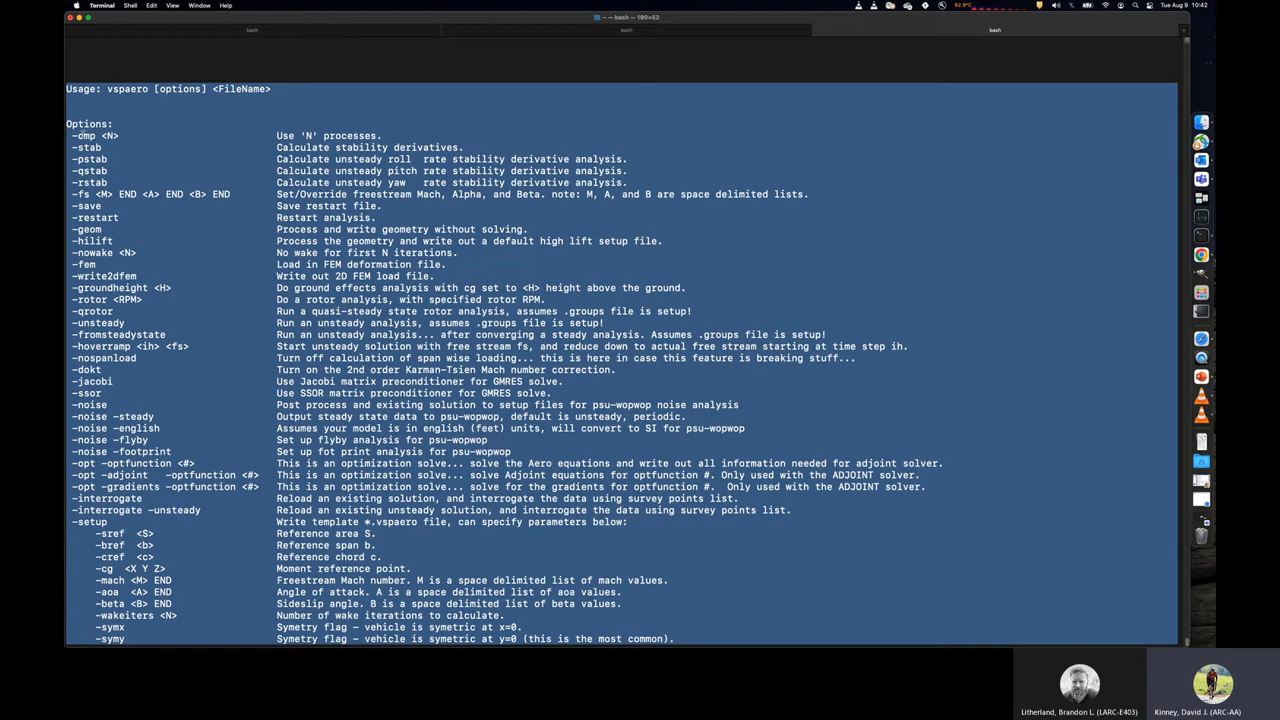 Terminal Shell Edit View Window Help
62.9°C
Tue Aug 9 10:42
~ — bash — 190×52
bash
bash
bash
Usage: vspaero [options] <FileName>
Options:
-omp <N> Use 'N' processes.
-stab Calculate stability derivatives.
-pstab Calculate unsteady roll rate stability derivative analysis.
-qstab Calculate unsteady pitch rate stability derivative analysis.
-rstab Calculate unsteady yaw rate stability derivative analysis.
-fs <M> END <A> END <B> END Set/Override freestream Mach, Alpha, and Beta. note: M, A, and B are space delimited lists.
-save Save restart file.
-restart Restart analysis.
-geom Process and write geometry without solving.
-hilift Process the geometry and write out a default high lift setup file.
-nowake <N> No wake for first N iterations.
-fem Load in FEM deformation file.
-write2dfem Write out 2D FEM load file.
-groundheight <H> Do ground effects analysis with cg set to <H> height above the ground.
-rotor <RPM> Do a rotor analysis, with specified rotor RPM.
-qrotor Run a quasi-steady state rotor analysis, assumes .groups file is setup!
-unsteady Run an unsteady analysis, assumes .groups file is setup!
-fromsteadystate Run an unsteady analysis... after converging a steady analysis. Assumes .groups file is setup!
-hoverramp <ih> <fs> Start unsteady solution with free stream fs, and reduce down to actual free stream starting at time step ih.
-nospanload Turn off calculation of span wise loading... this is here in case this feature is breaking stuff...
-dokt Turn on the 2nd order Karman-Tsien Mach number correction.
-jacobi Use Jacobi matrix preconditioner for GMRES solve.
-ssor Use SSOR matrix preconditioner for GMRES solve.
-noise Post process and existing solution to setup files for psu-wopwop noise analysis
-noise -steady Output steady state data to psu-wopwop, default is unsteady, periodic.
-noise -english Assumes your model is in english (feet) units, will convert to SI for psu-wopwop
-noise -flyby Set up flyby analysis for psu-wopwop
-noise -footprint Set up fot print analysis for psu-wopwop
-opt -optfunction <#> This is an optimization solve... solve the Aero equations and write out all information needed for adjoint solver.
-opt -adjoint -optfunction <#> This is an optimization solve... solve Adjoint equations for optfunction #. Only used with the ADJOINT solver.
-opt -gradients -optfunction <#> This is an optimization solve... solve for the gradients for optfunction #. Only used with the ADJOINT solver.
-interrogate Reload an existing solution, and interrogate the data using survey points list.
-interrogate -unsteady Reload an existing unsteady solution, and interrogate the data using survey points list.
-setup Write template *.vspaero file, can specify parameters below:
-sref <S> Reference area S.
-bref <b> Reference span b.
-cref <c> Reference chord c.
-cg <X Y Z> Moment reference point.
-mach <M> END Freestream Mach number. M is a space delimited list of mach values.
-aoa <A> END Angle of attack. A is a space delimited list of aoa values.
-beta <B> END Sideslip angle. B is a space delimited list of beta values.
-wakeiters <N> Number of wake iterations to calculate.
-symx Symetry flag - vehicle is symetric at x=0.
-symy Symetry flag - vehicle is symetric at y=0 (this is the most common).
Litherland, Brandon L. (LARC-E403) Kinney, David J. (ARC-AA)